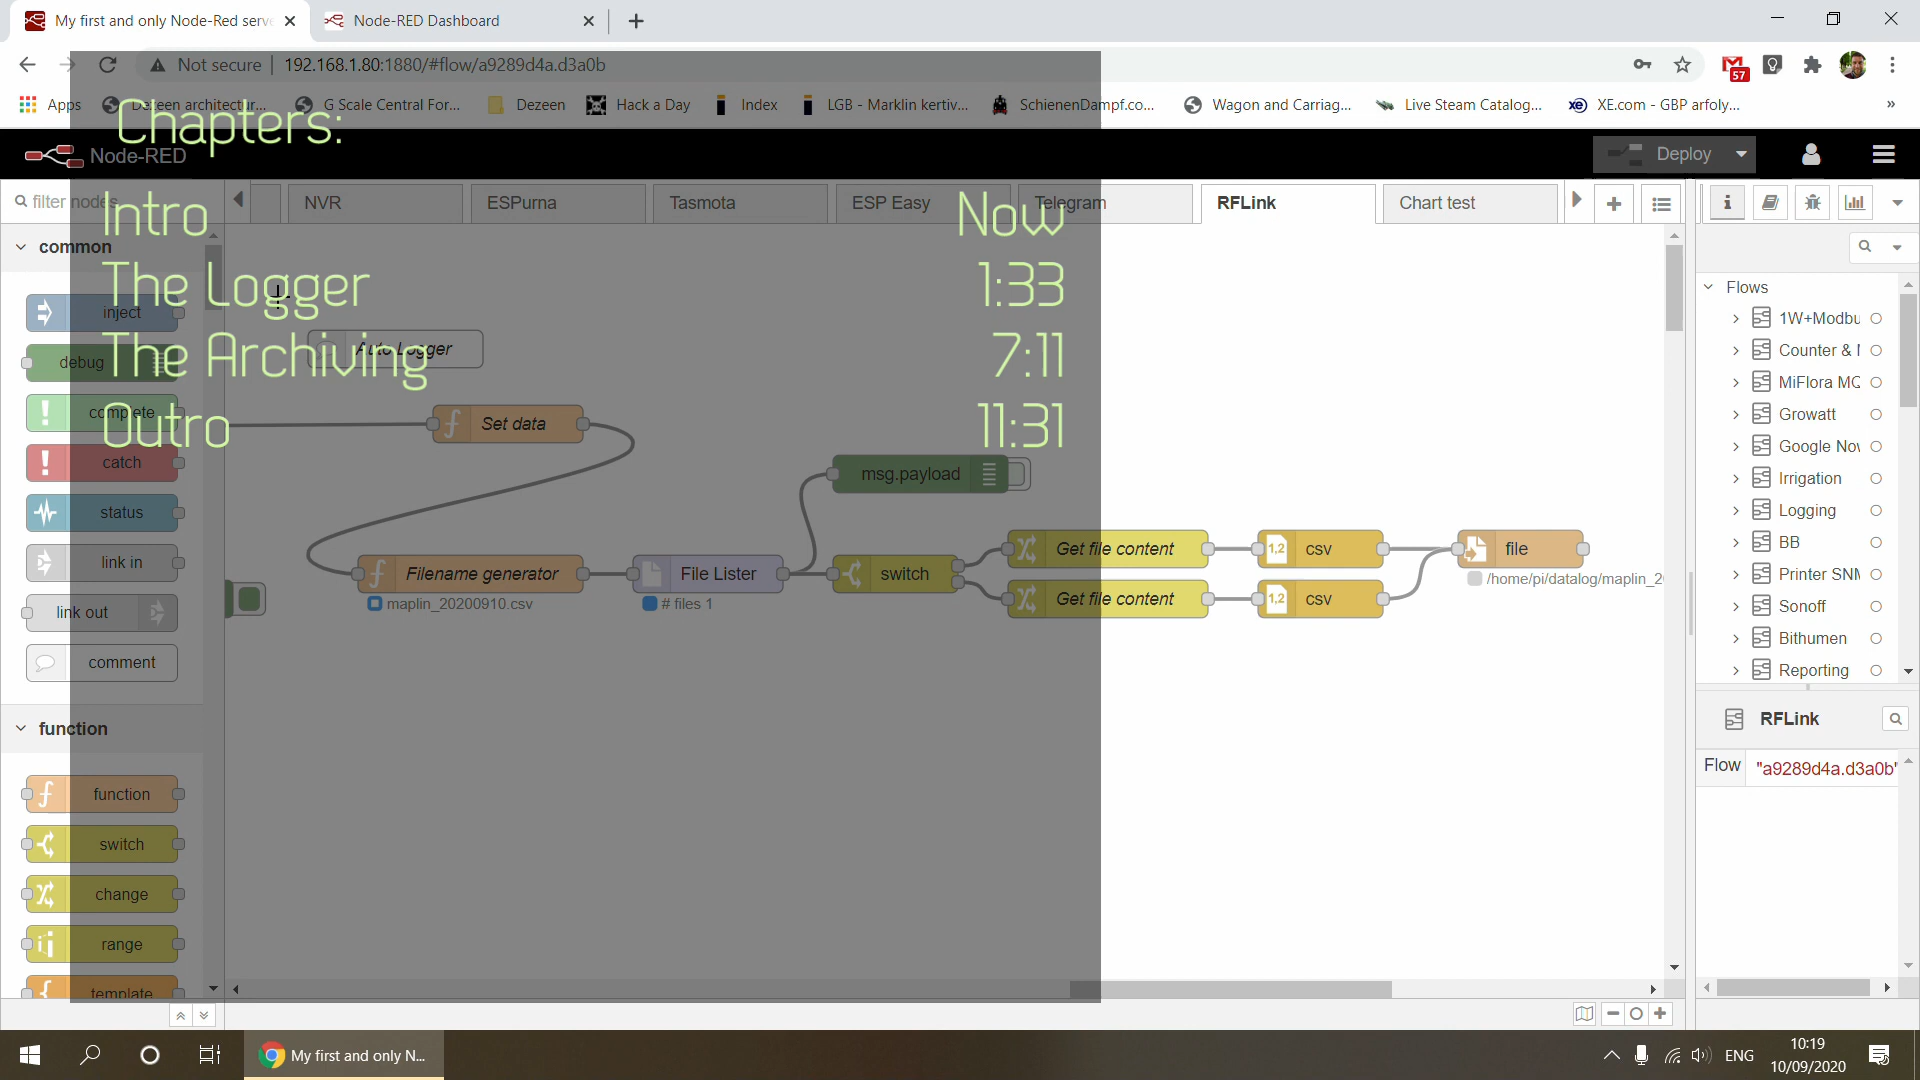 My first and only Node-Red serve
Node-RED Dashboard
Not secure
192.168.1.80:1880/#flow/a9289d4a.d3a0b
57
Apps
Dezeen architectur...
G Scale Central For...
Dezeen
Hack a Day
Index
LGB - Marklin kertiv...
SchienenDampf.co...
Wagon and Carriag...
Live Steam Catalog...
xe
XE.com - GBP arfoly...
»
Chapters:
Node-RED
Deploy
filter nodes
NVR
ESPurna
Tasmota
ESP Easy
Telegram
RFLink
Chart test
Intro
Now
The Logger
1:33
The Archiving
7:11
Outro
11:31
common
inject
debug
complete
catch
status
link in
link out
comment
function
function
switch
change
range
template
Auto Logger
Set data
msg.payload
Filename generator
maplin_20200910.csv
File Lister
# files 1
switch
Get file content
1,2
csv
file
/home/pi/datalog/maplin_2
Get file content
1,2
csv
Flows
1W+Modbu
Counter &
MiFlora MQ
Growatt
Google Nov
Irrigation
Logging
BB
Printer SNM
Sonoff
Bithumen
Reporting
RFLink
Flow
"a9289d4a.d3a0b"
My first and only N...
ENG
10:19
10/09/2020